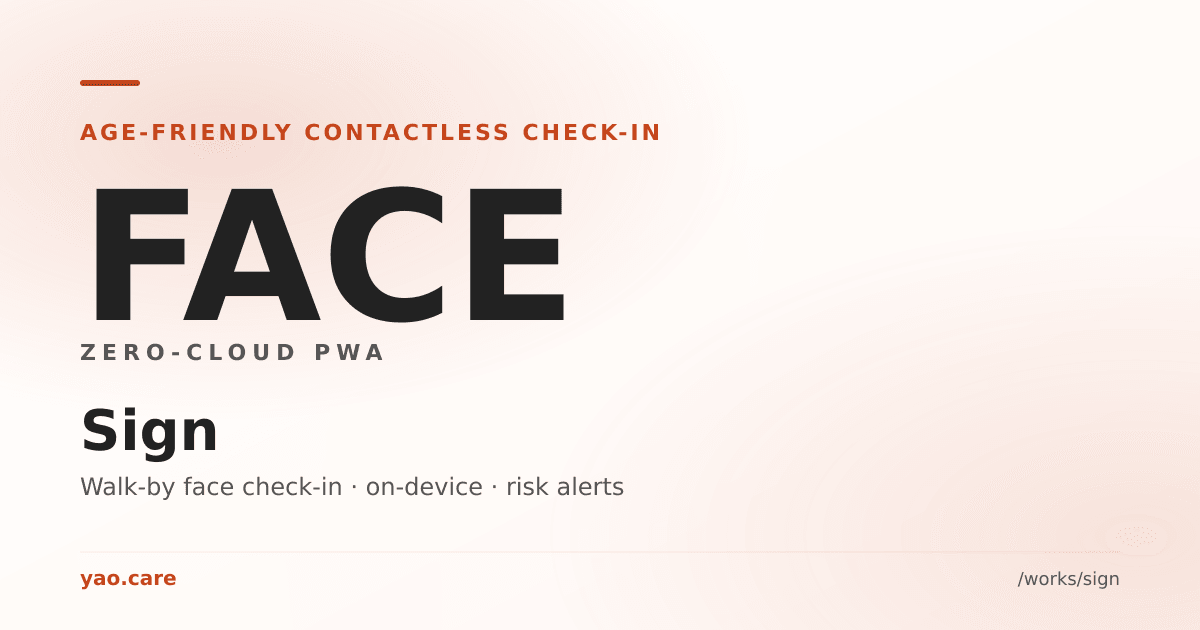 AGE-FRIENDLY CONTACTLESS CHECK-IN
FACE
ZERO-CLOUD PWA
Sign
Walk-by face check-in · on-device · risk alerts
yao.care
/works/sign